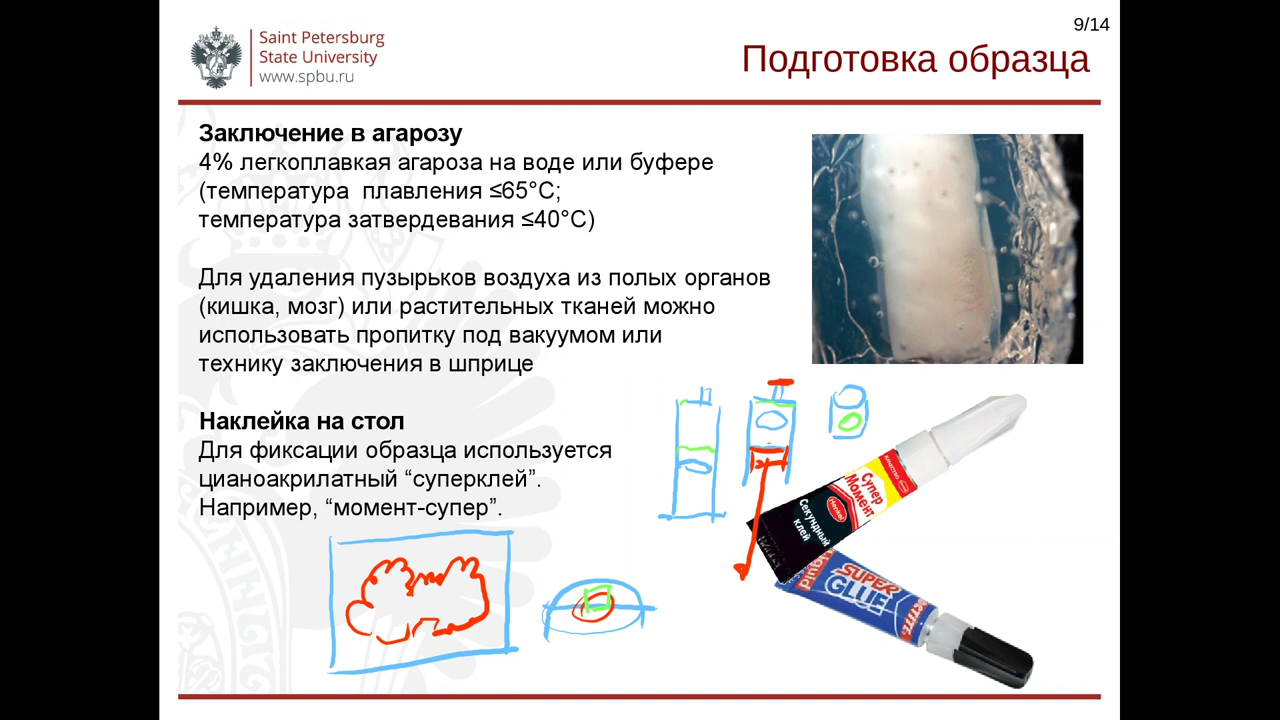 9/14
Saint Petersburg
State University
www.spbu.ru
Подготовка образца
Заключение в агарозу
4% легкоплавкая агароза на воде или буфере
(температура плавления ≤65°C;
температура затвердевания ≤40°C)
Для удаления пузырьков воздуха из полых органов
(кишка, мозг) или растительных тканей можно
использовать пропитку под вакуумом или
технику заключения в шприце
Наклейка на стол
Для фиксации образца используется
цианоакрилатный “суперклей”.
Например, “момент-супер”.
Супер
Момент
Henkel
Секундный
клей
SUPER
GLUE
Liquid
LOCTITE